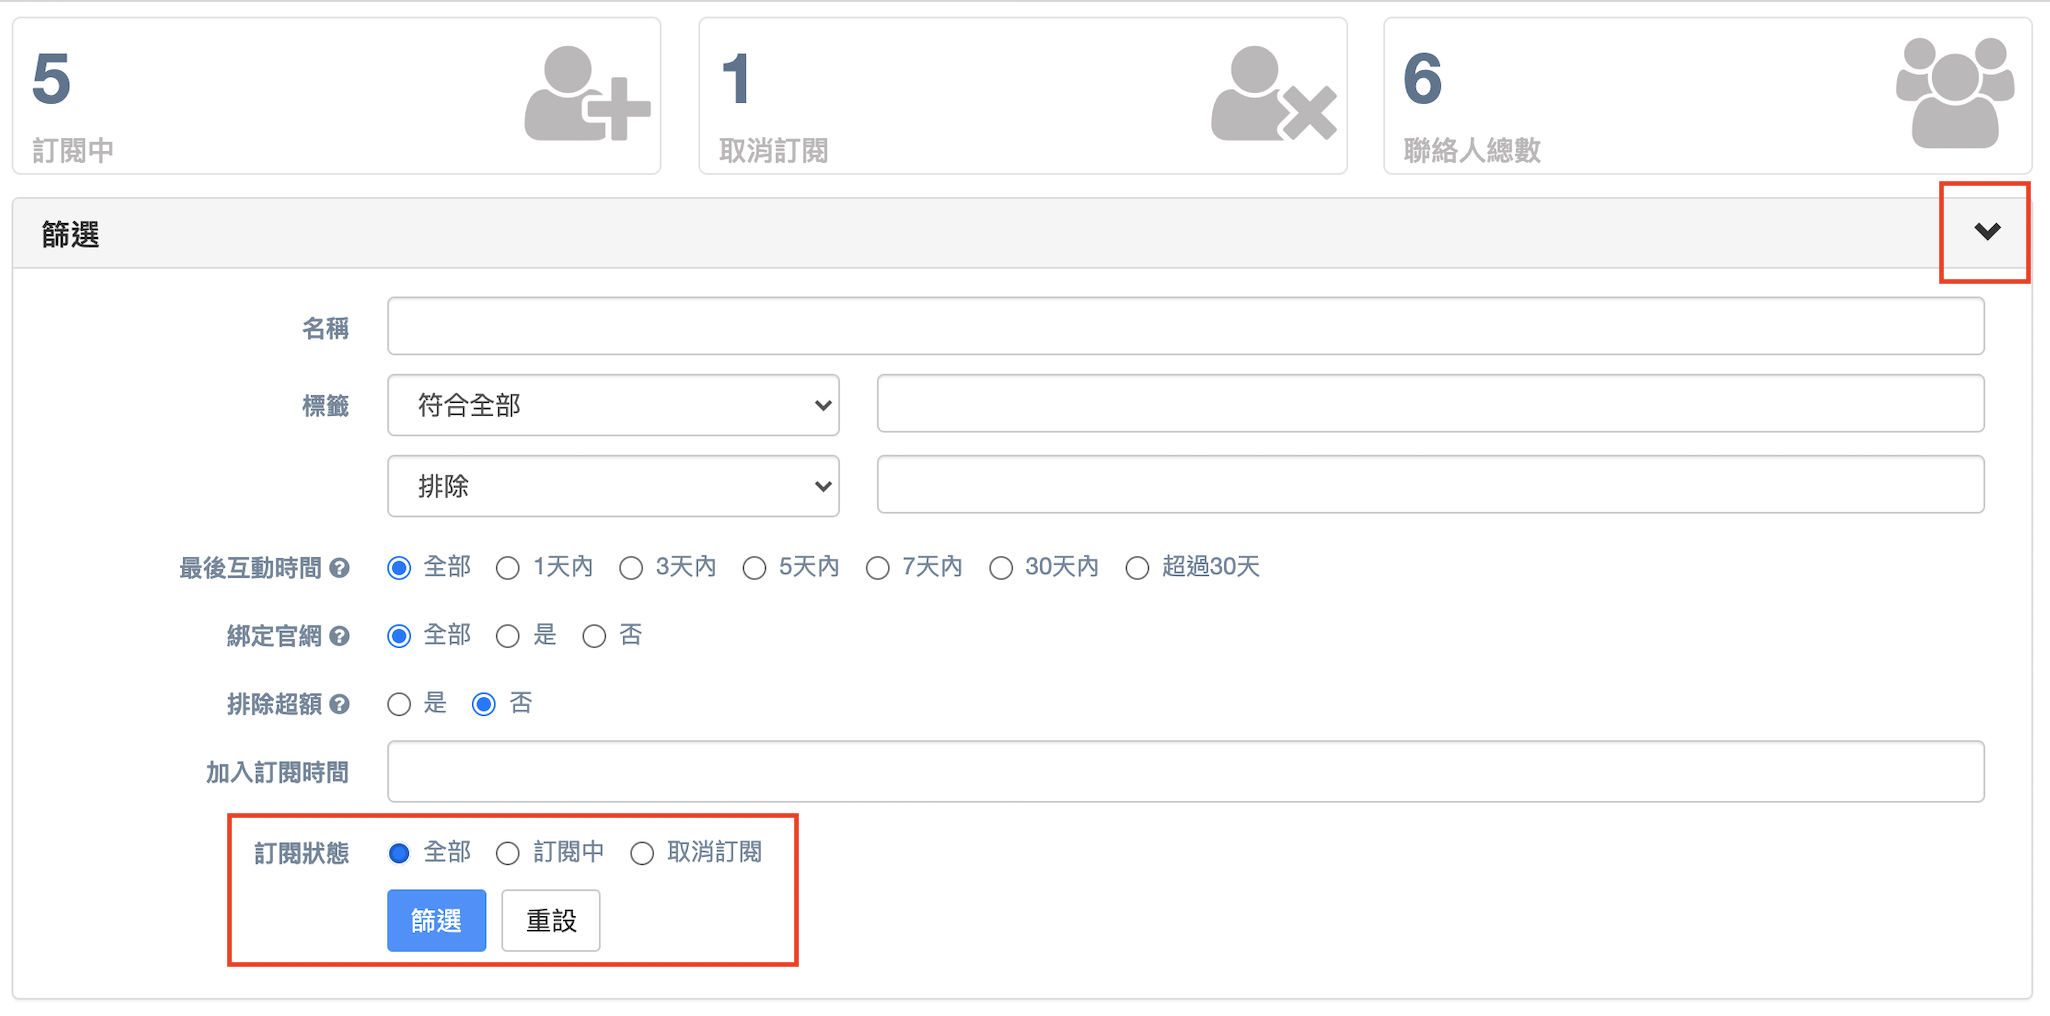 5
訂閱中
1
取消訂閱
6
聯絡人總數
篩選
名稱
標籤 符合全部
排除
最後互動時間 全部 1天內 3天內 5天內 7天內 30天內 超過30天
綁定官網 全部 是 否
排除超額 是 否
加入訂閱時間
訂閱狀態 全部 訂閱中 取消訂閱
篩選 重設